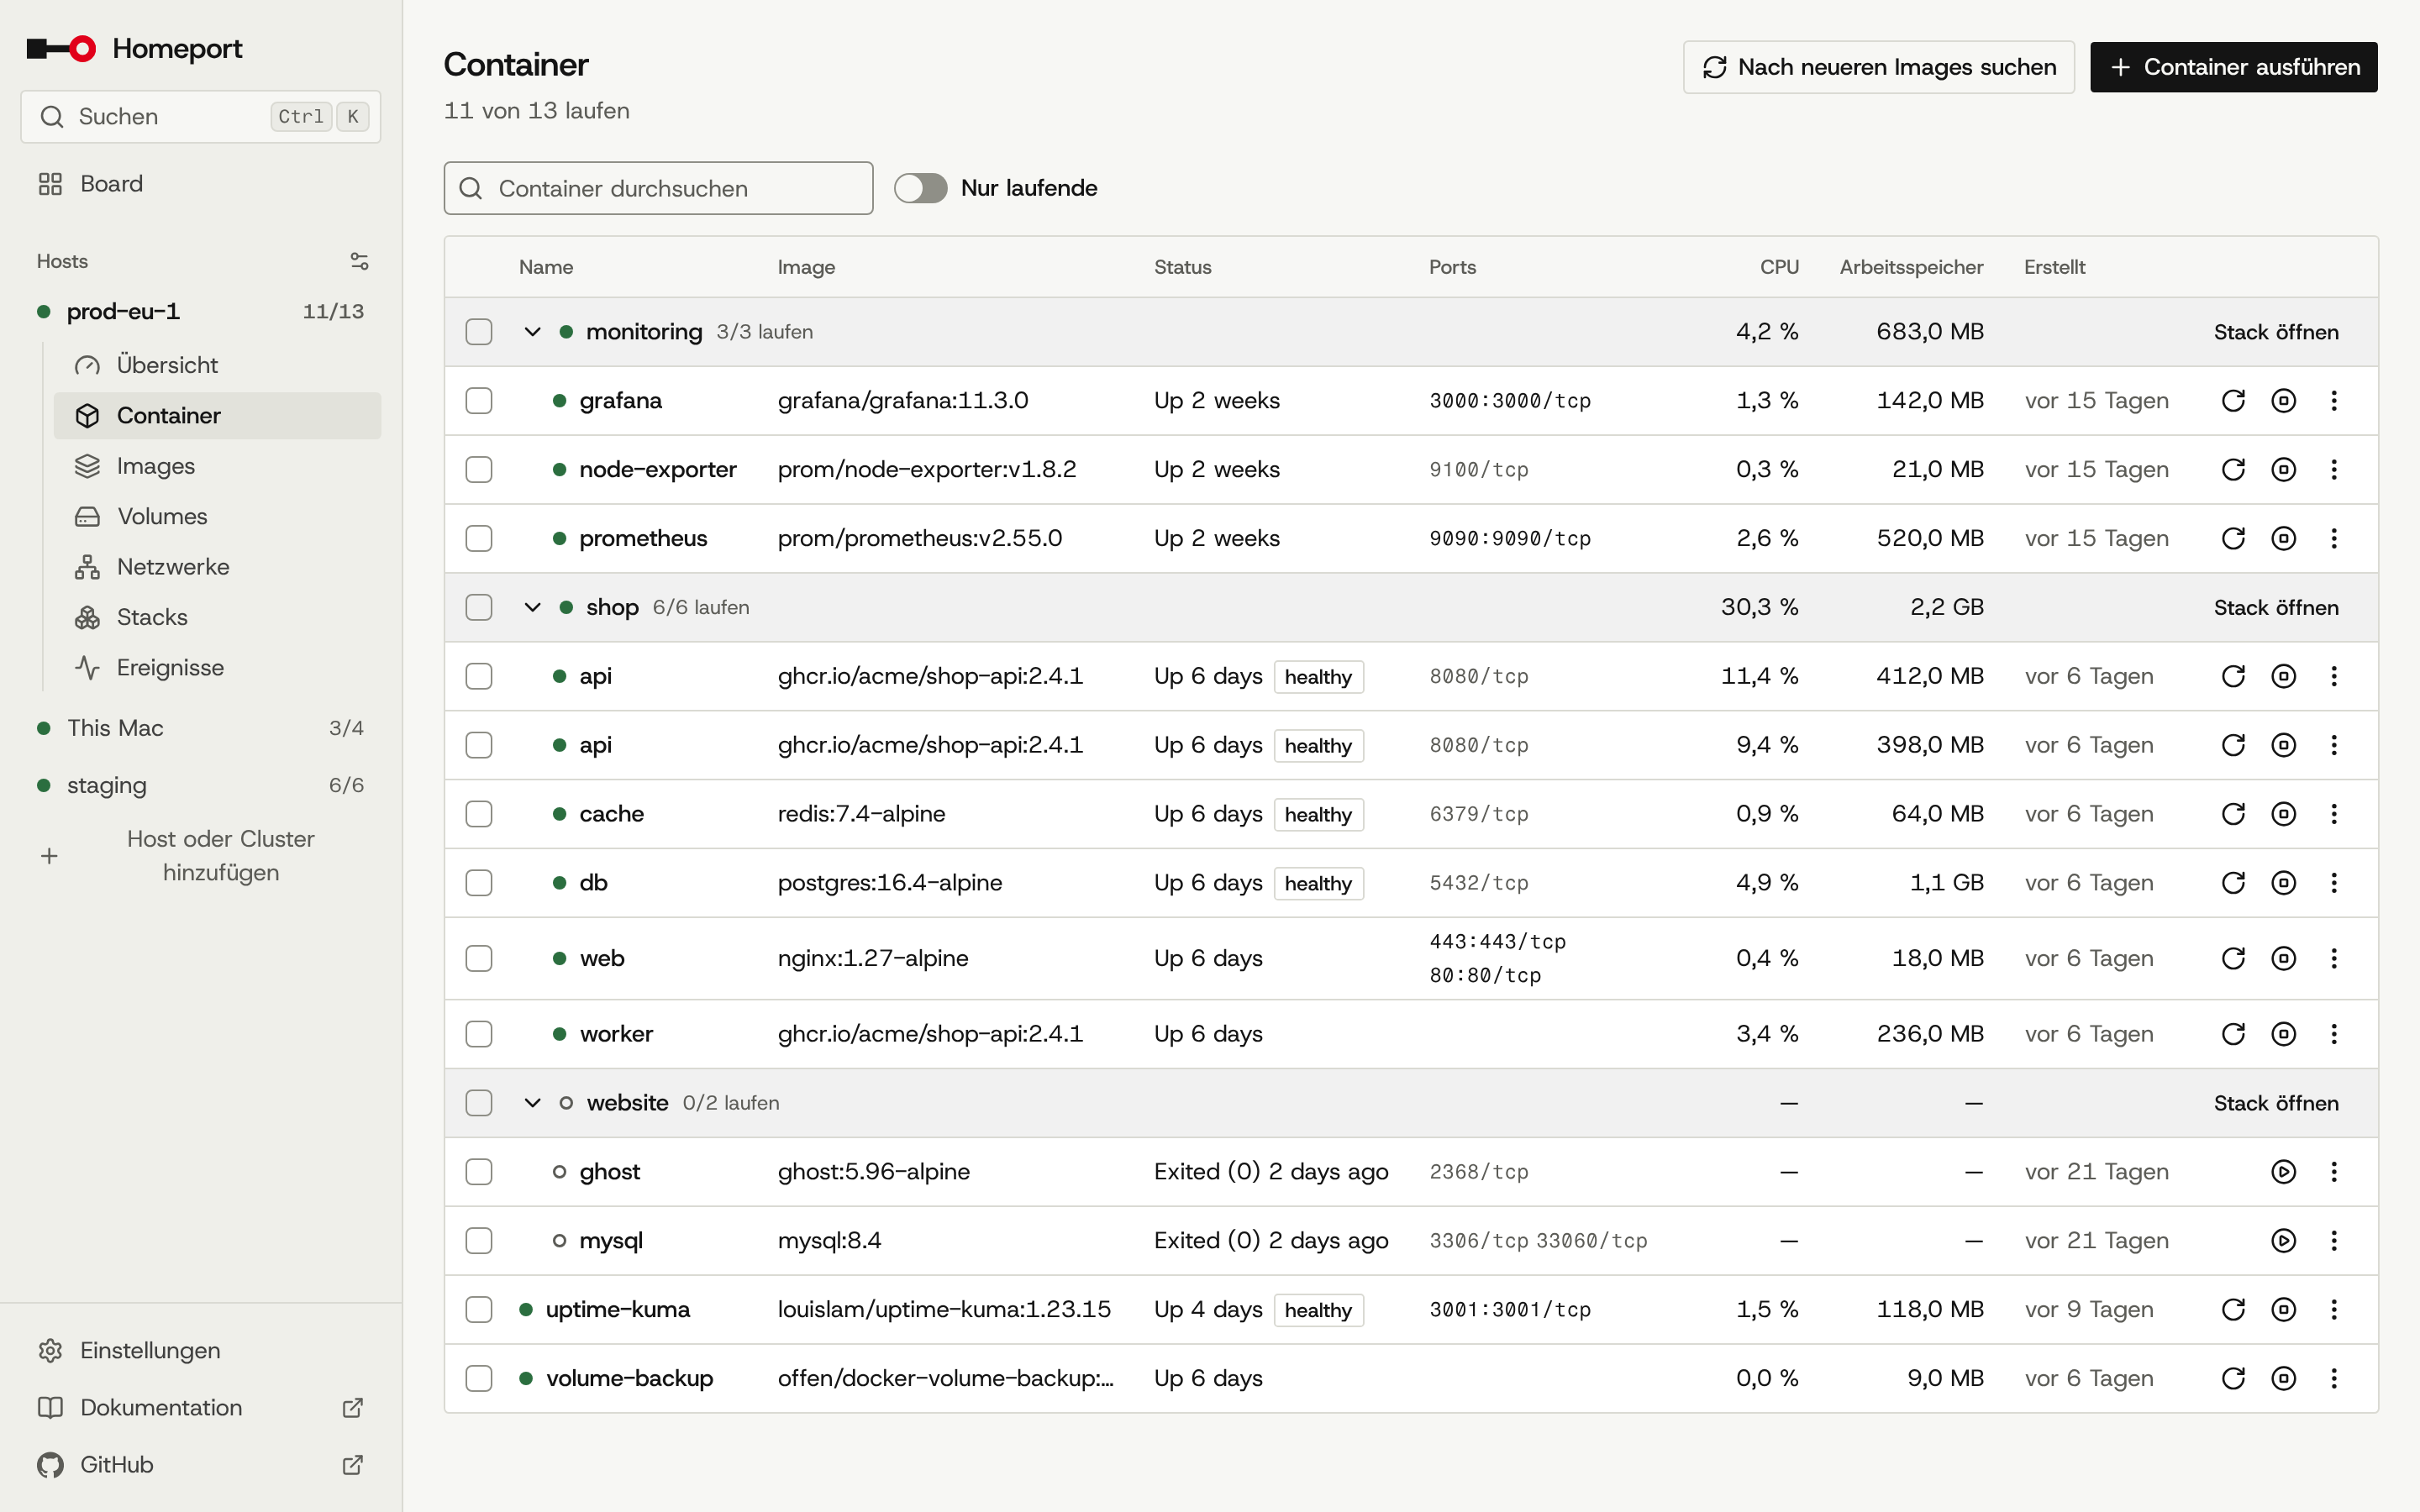 Homeport
Suchen Ctrl K
Board
Hosts
prod-eu-1 11/13
Übersicht
Container
Images
Volumes
Netzwerke
Stacks
Ereignisse
This Mac 3/4
staging 6/6
Host oder Cluster
hinzufügen
Einstellungen
Dokumentation
GitHub
Container
11 von 13 laufen
Nach neueren Images suchen
Container ausführen
Container durchsuchen
Nur laufende
Name Image Status Ports CPU Arbeitsspeicher Erstellt
monitoring 3/3 laufen 4,2 % 683,0 MB Stack öffnen
grafana grafana/grafana:11.3.0 Up 2 weeks 3000:3000/tcp 1,3 % 142,0 MB vor 15 Tagen
node-exporter prom/node-exporter:v1.8.2 Up 2 weeks 9100/tcp 0,3 % 21,0 MB vor 15 Tagen
prometheus prom/prometheus:v2.55.0 Up 2 weeks 9090:9090/tcp 2,6 % 520,0 MB vor 15 Tagen
shop 6/6 laufen 30,3 % 2,2 GB Stack öffnen
api ghcr.io/acme/shop-api:2.4.1 Up 6 days healthy 8080/tcp 11,4 % 412,0 MB vor 6 Tagen
api ghcr.io/acme/shop-api:2.4.1 Up 6 days healthy 8080/tcp 9,4 % 398,0 MB vor 6 Tagen
cache redis:7.4-alpine Up 6 days healthy 6379/tcp 0,9 % 64,0 MB vor 6 Tagen
db postgres:16.4-alpine Up 6 days healthy 5432/tcp 4,9 % 1,1 GB vor 6 Tagen
web nginx:1.27-alpine Up 6 days 443:443/tcp 80:80/tcp 0,4 % 18,0 MB vor 6 Tagen
worker ghcr.io/acme/shop-api:2.4.1 Up 6 days 3,4 % 236,0 MB vor 6 Tagen
website 0/2 laufen — — Stack öffnen
ghost ghost:5.96-alpine Exited (0) 2 days ago 2368/tcp — — vor 21 Tagen
mysql mysql:8.4 Exited (0) 2 days ago 3306/tcp 33060/tcp — — vor 21 Tagen
uptime-kuma louislam/uptime-kuma:1.23.15 Up 4 days healthy 3001:3001/tcp 1,5 % 118,0 MB vor 9 Tagen
volume-backup offen/docker-volume-backup:... Up 6 days 0,0 % 9,0 MB vor 6 Tagen